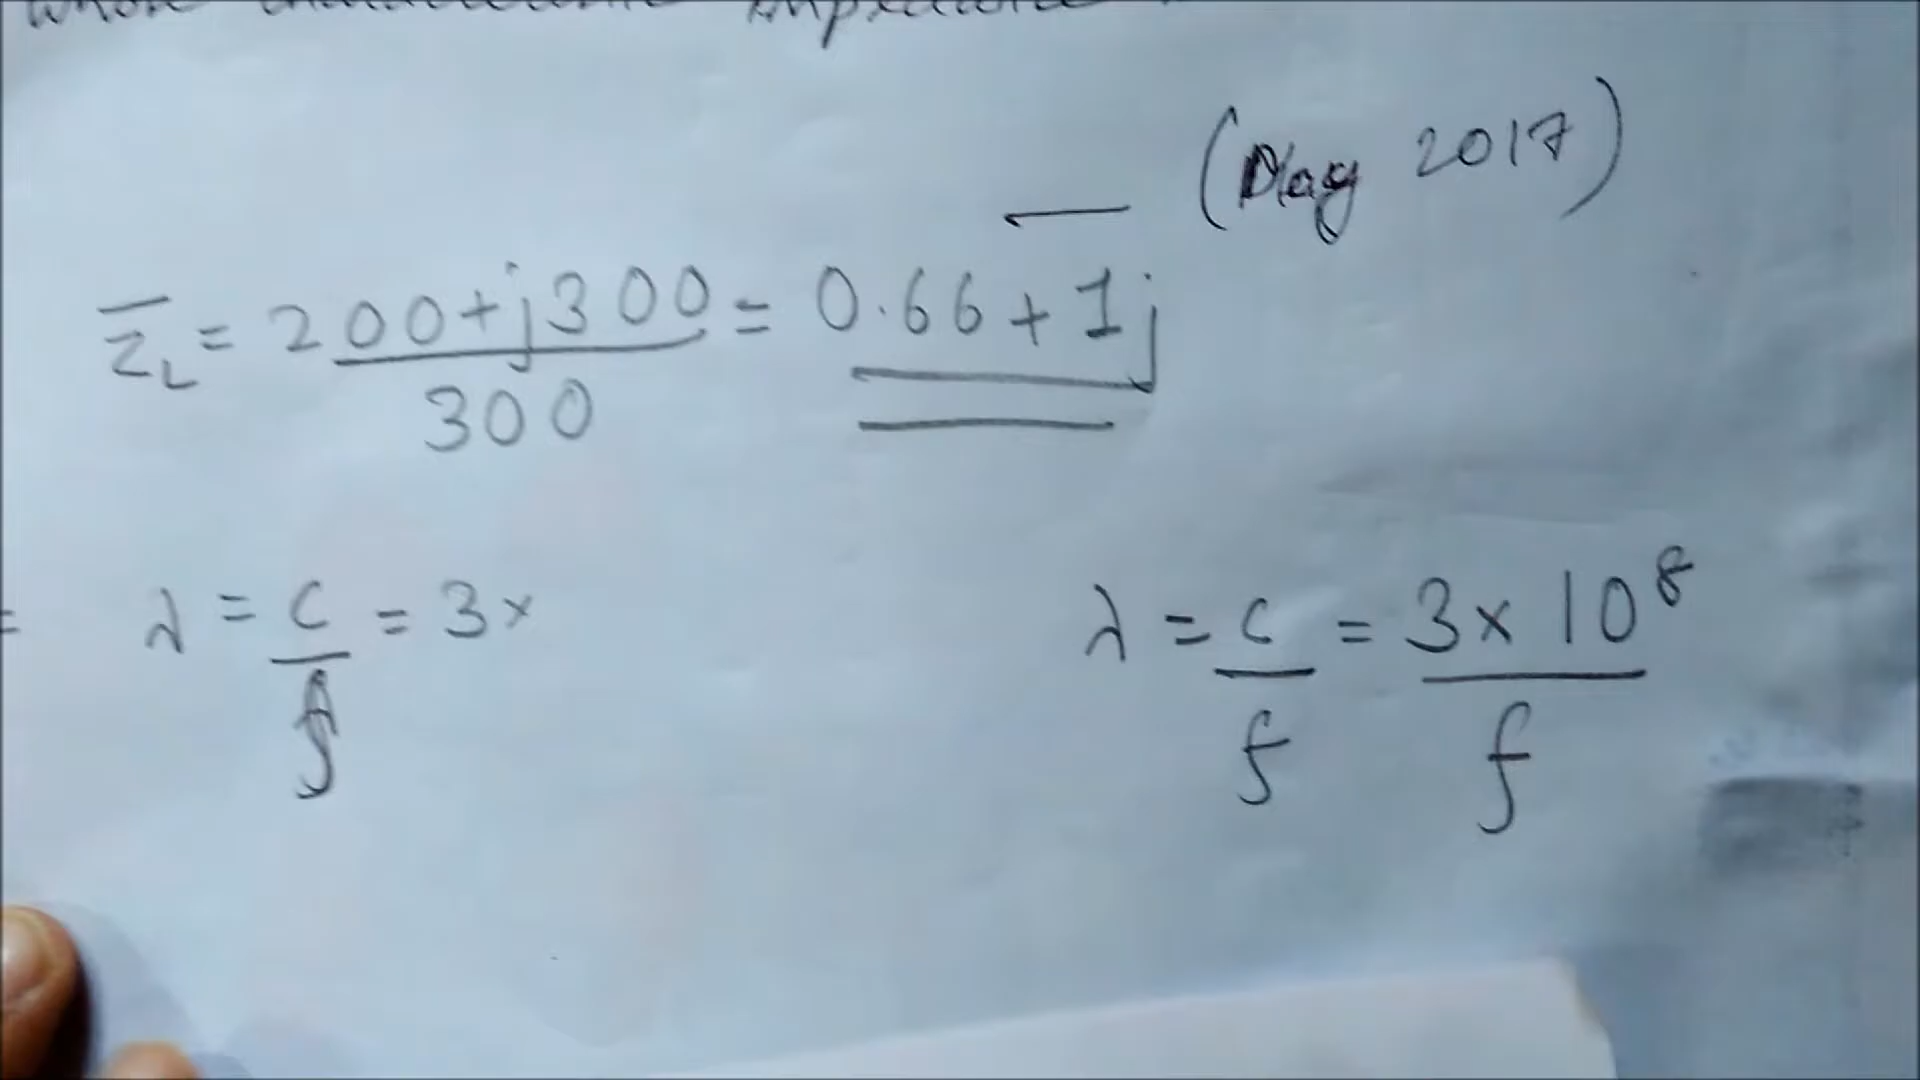 (May 2017)
z̄L = 200+j300 = 0.66 + 1j
300
λ = c = 3× λ = c = 3×10⁸
f f f